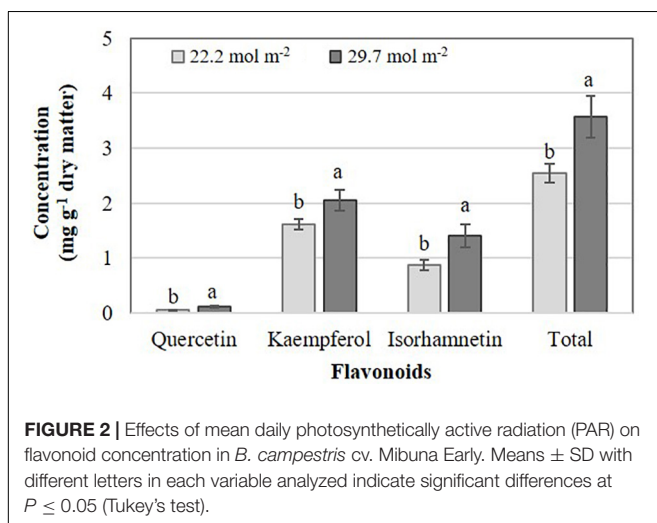 5
4
3
2
1
0
Concentration
(mg g⁻¹ dry matter)
22.2 mol m⁻² 29.7 mol m⁻²
b a
b a
b a
b a
Quercetin Kaempferol Isorhamnetin Total
Flavonoids
FIGURE 2 | Effects of mean daily photosynthetically active radiation (PAR) on
flavonoid concentration in B. campestris cv. Mibuna Early. Means ± SD with
different letters in each variable analyzed indicate significant differences at
P ≤ 0.05 (Tukey's test).